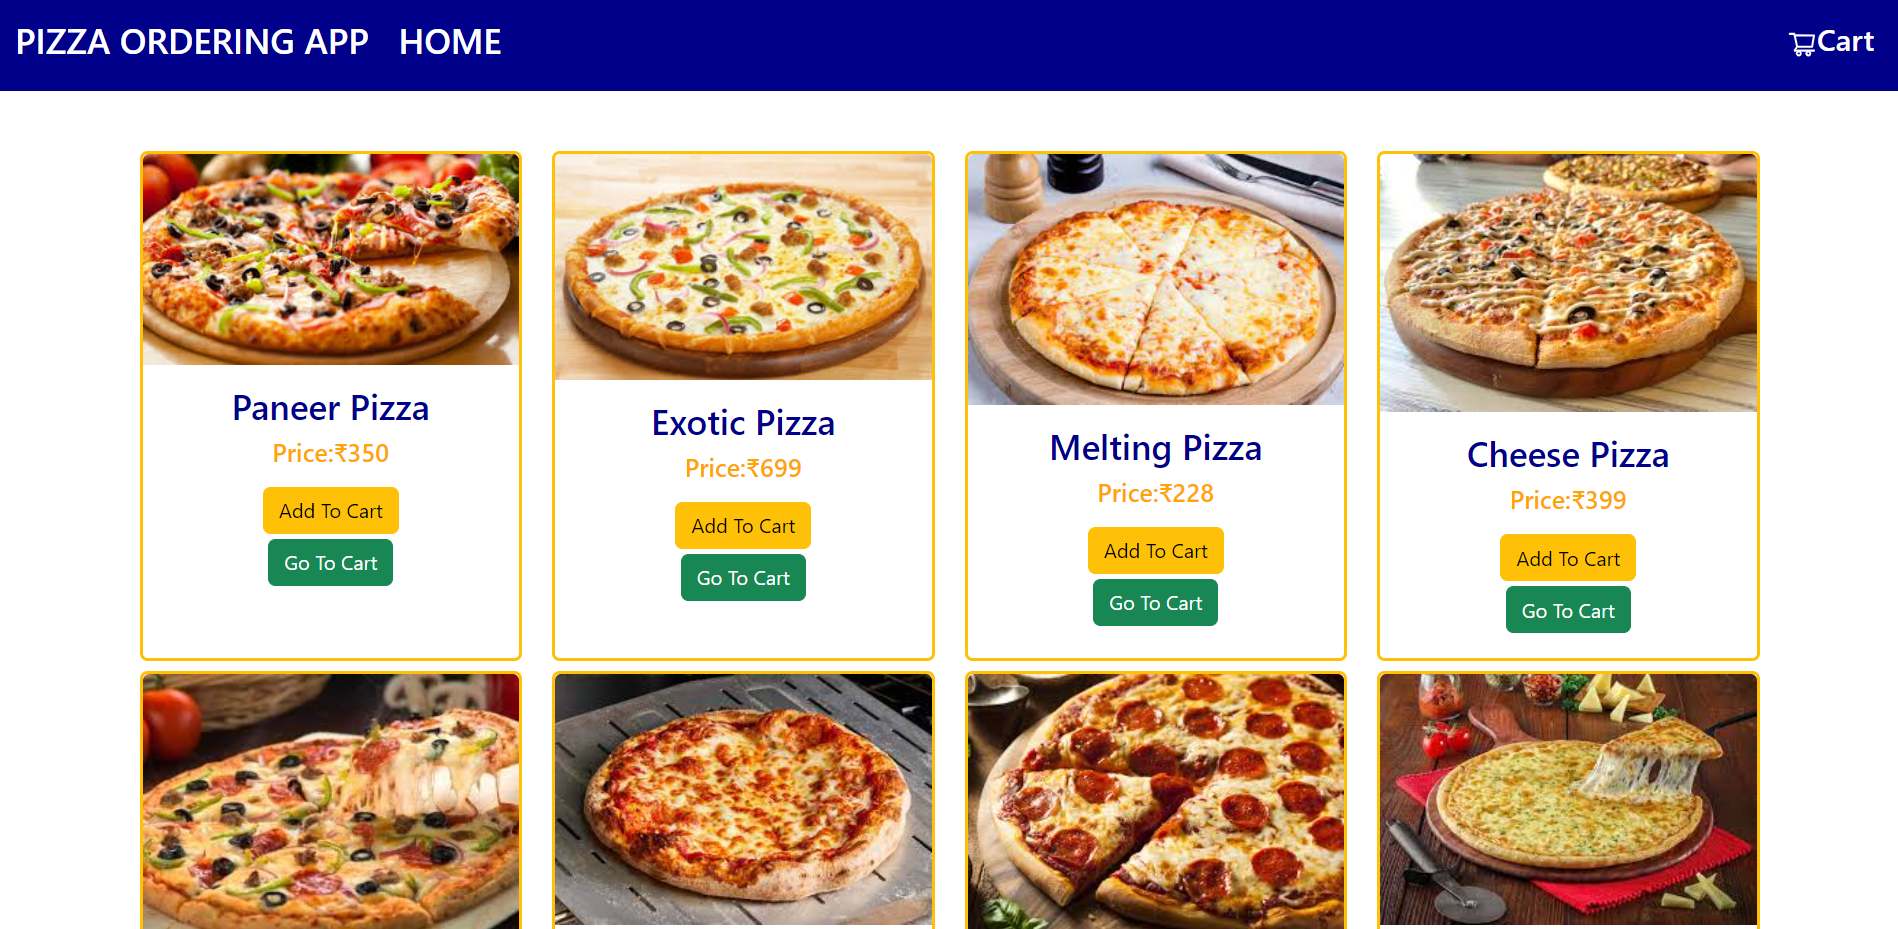 PIZZA ORDERING APP HOME Cart
Paneer Pizza
Price:₹350
Add To Cart
Go To Cart
Exotic Pizza
Price:₹699
Add To Cart
Go To Cart
Melting Pizza
Price:₹228
Add To Cart
Go To Cart
Cheese Pizza
Price:₹399
Add To Cart
Go To Cart